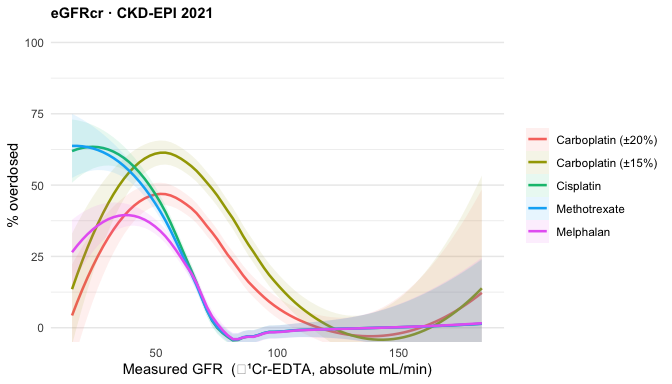 eGFRcr · CKD-EPI 2021
100
75
50
25
0
% overdosed
50
100
150
Measured GFR (□¹Cr-EDTA, absolute mL/min)
Carboplatin (±20%)
Carboplatin (±15%)
Cisplatin
Methotrexate
Melphalan